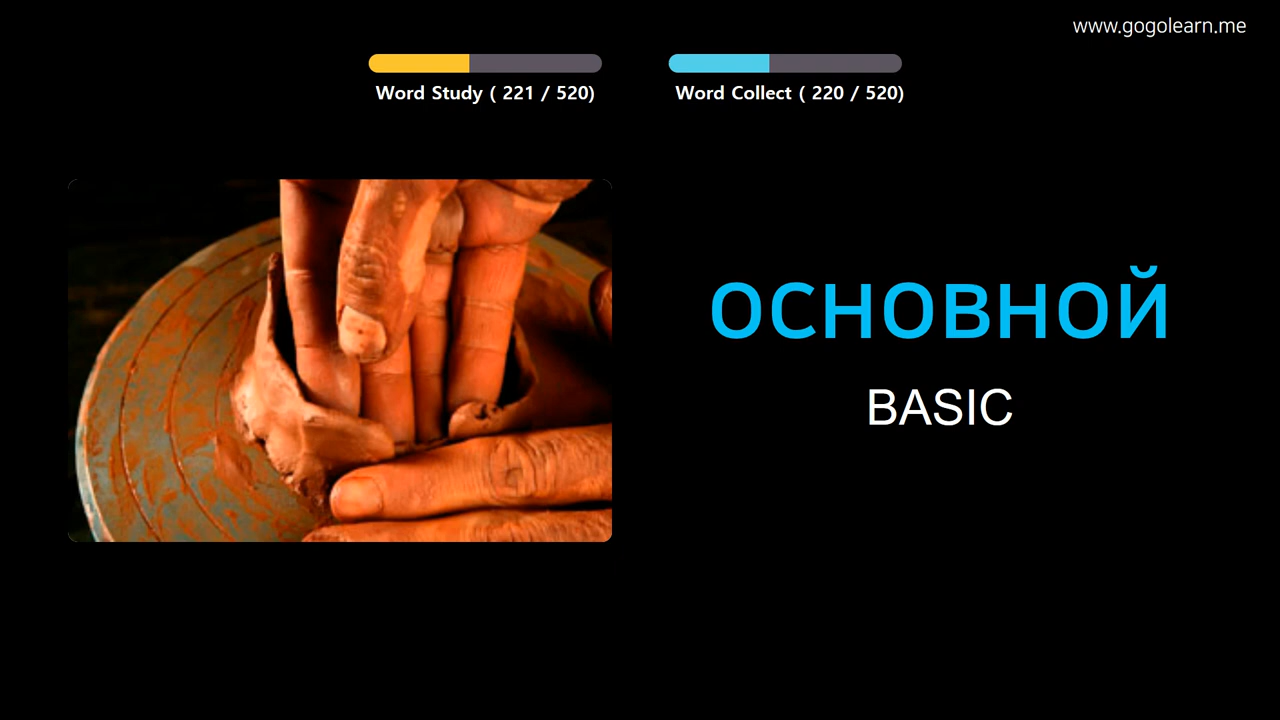 www.gogolearn.me
Word Study ( 221 / 520)
Word Collect ( 220 / 520)
ОСНОВНОЙ
BASIC